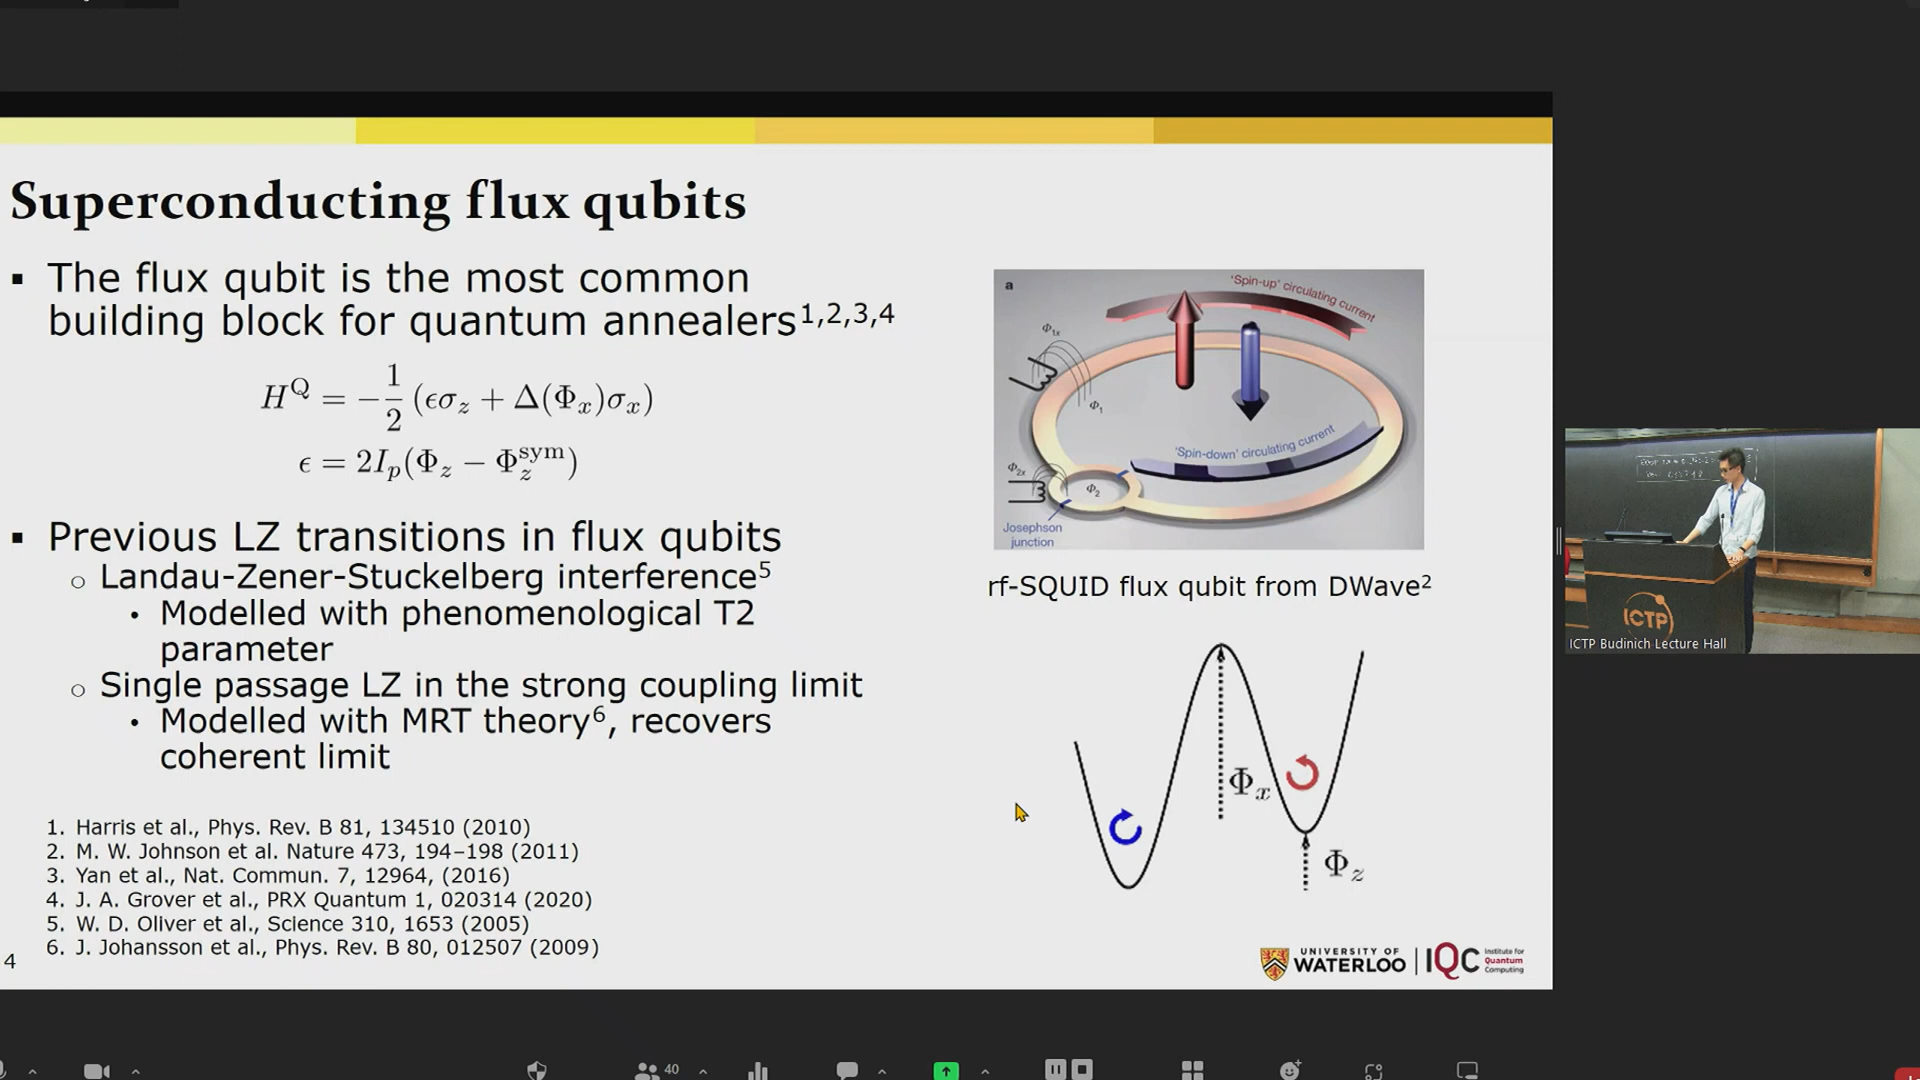 Superconducting flux qubits
▪ The flux qubit is the most common
building block for quantum annealers1,2,3,4
H^Q = −1/2 (ϵσ_z + Δ(Φ_x)σ_x)
ϵ = 2I_p(Φ_z − Φ_z^sym)
▪ Previous LZ transitions in flux qubits
○ Landau-Zener-Stuckelberg interference5
• Modelled with phenomenological T2
parameter
○ Single passage LZ in the strong coupling limit
• Modelled with MRT theory6, recovers
coherent limit
1. Harris et al., Phys. Rev. B 81, 134510 (2010)
2. M. W. Johnson et al. Nature 473, 194–198 (2011)
3. Yan et al., Nat. Commun. 7, 12964, (2016)
4. J. A. Grover et al., PRX Quantum 1, 020314 (2020)
5. W. D. Oliver et al., Science 310, 1653 (2005)
6. J. Johansson et al., Phys. Rev. B 80, 012507 (2009)
4
a
'Spin-up' circulating current
Φ1x
Φ1
'Spin-down' circulating current
Φ2x
Φ2
Josephson
junction
rf-SQUID flux qubit from DWave2
Φ_x
Φ_z
UNIVERSITY OF
WATERLOO
IQC
Institute for
Quantum
Computing
ICTP
ICTP Budinich Lecture Hall
40